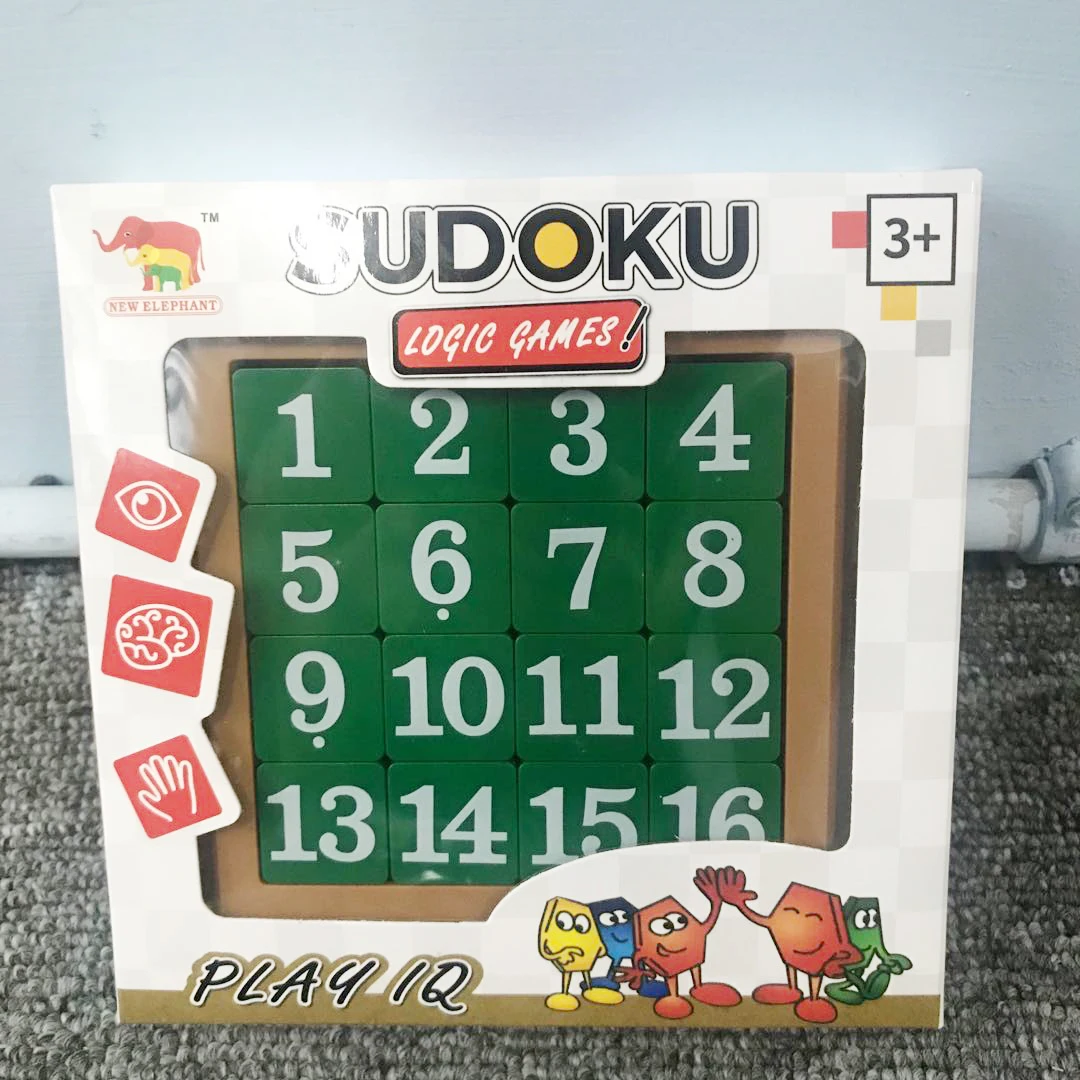 TM
NEW ELEPHANT
SUDOKU
3+
LOGIC GAMES!
1 2 3 4
5 6 7 8
9 10 11 12
13 14 15 16
PLAY IQ